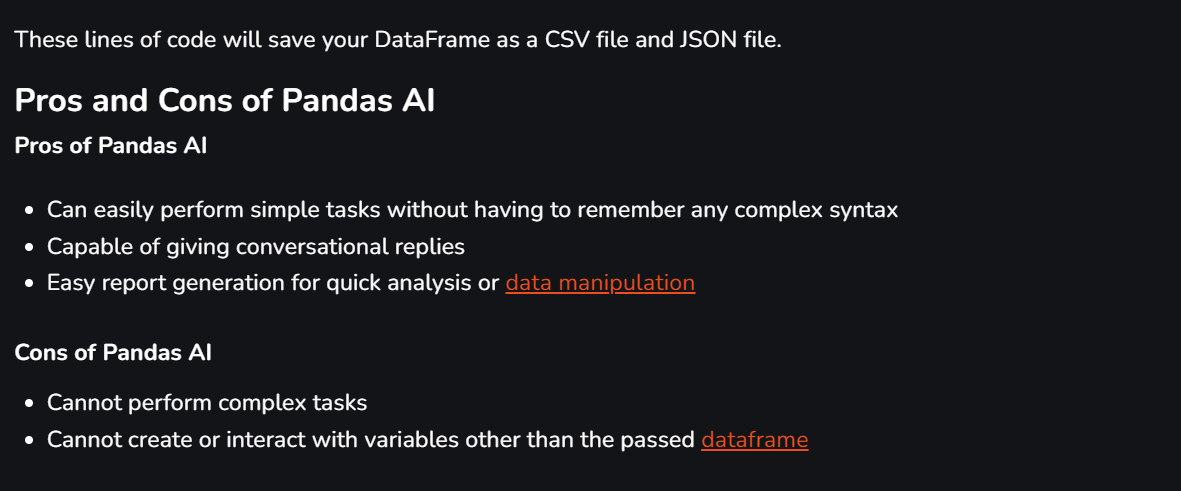 These lines of code will save your DataFrame as a CSV file and JSON file.
Pros and Cons of Pandas AI
Pros of Pandas AI
• Can easily perform simple tasks without having to remember any complex syntax
• Capable of giving conversational replies
• Easy report generation for quick analysis or data manipulation
Cons of Pandas AI
• Cannot perform complex tasks
• Cannot create or interact with variables other than the passed dataframe